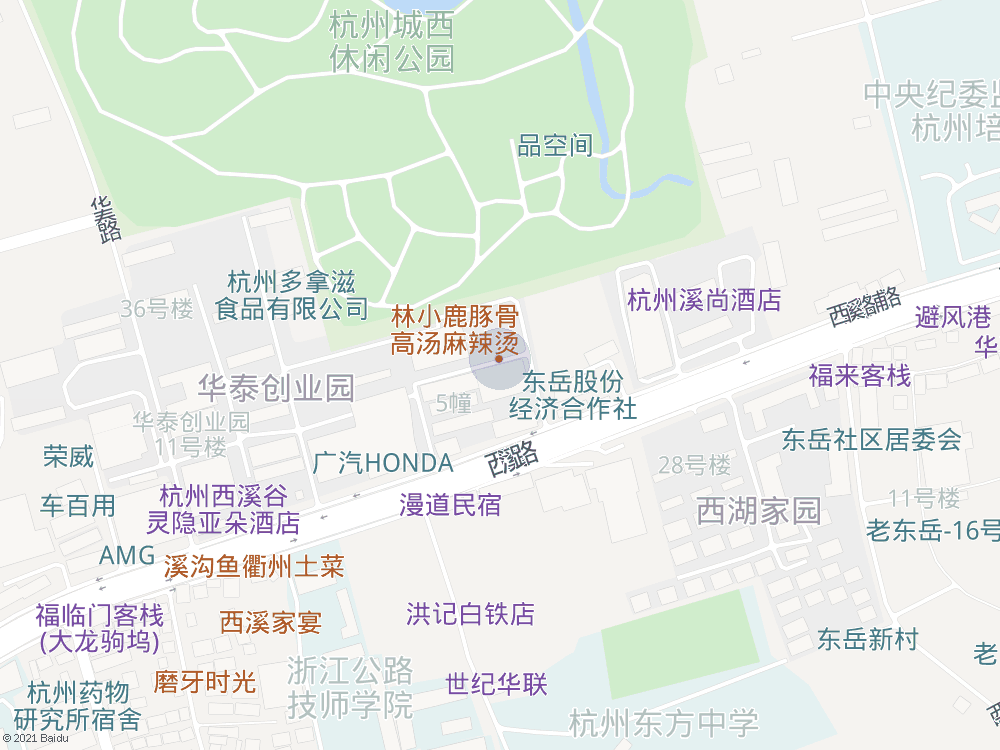 杭州城西
休闲公园
中央纪委监
杭州培
品空间
华泰路
杭州多拿滋
食品有限公司
36号楼
林小鹿豚骨
高汤麻辣烫
杭州溪尚酒店
西溪路辅路
避风港
华
福来客栈
华泰创业园
东岳股份
经济合作社
5幢
华泰创业园
11号楼
东岳社区居委会
荣威
广汽HONDA
西溪路
28号楼
车百用
杭州西溪谷
灵隐亚朵酒店
漫道民宿
西湖家园
11号楼
老东岳-16号
AMG
溪沟鱼衢州土菜
福临门客栈
(大龙驹坞)
西溪家宴
洪记白铁店
东岳新村
老
浙江公路
技师学院
磨牙时光
世纪华联
杭州药物
研究所宿舍
杭州东方中学
西
© 2021 Baidu